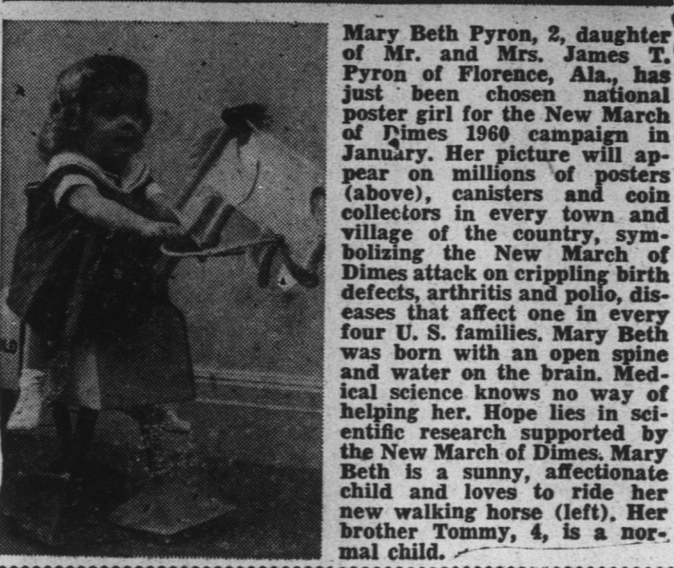 Mary Beth Pyron, 2, daughter
of Mr. and Mrs. James T.
Pyron of Florence, Ala., has
just been chosen national
poster girl for the New March
of Dimes 1960 campaign in
January. Her picture will ap-
pear on millions of posters
(above), canisters and coin
collectors in every town and
village of the country, sym-
bolizing the New March of
Dimes attack on crippling birth
defects, arthritis and polio, dis-
eases that affect one in every
four U. S. families. Mary Beth
was born with an open spine
and water on the brain. Med-
ical science knows no way of
helping her. Hope lies in sci-
entific research supported by
the New March of Dimes. Mary
Beth is a sunny, affectionate
child and loves to ride her
new walking horse (left). Her
brother Tommy, 4, is a nor-
mal child.